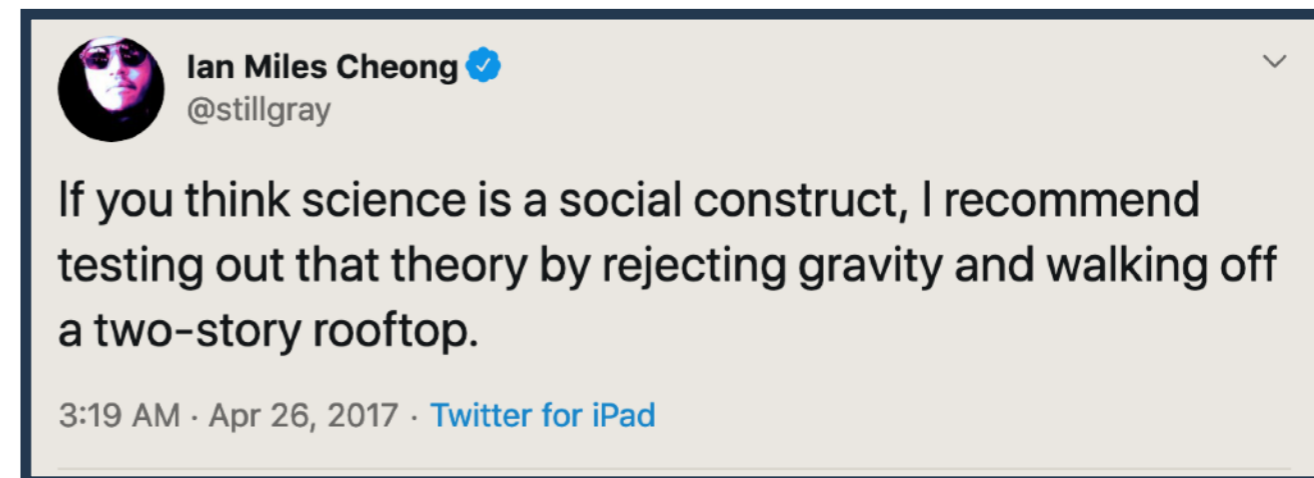 Ian Miles Cheong
@stillgray
If you think science is a social construct, I recommend
testing out that theory by rejecting gravity and walking off
a two-story rooftop.
3:19 AM · Apr 26, 2017 · Twitter for iPad